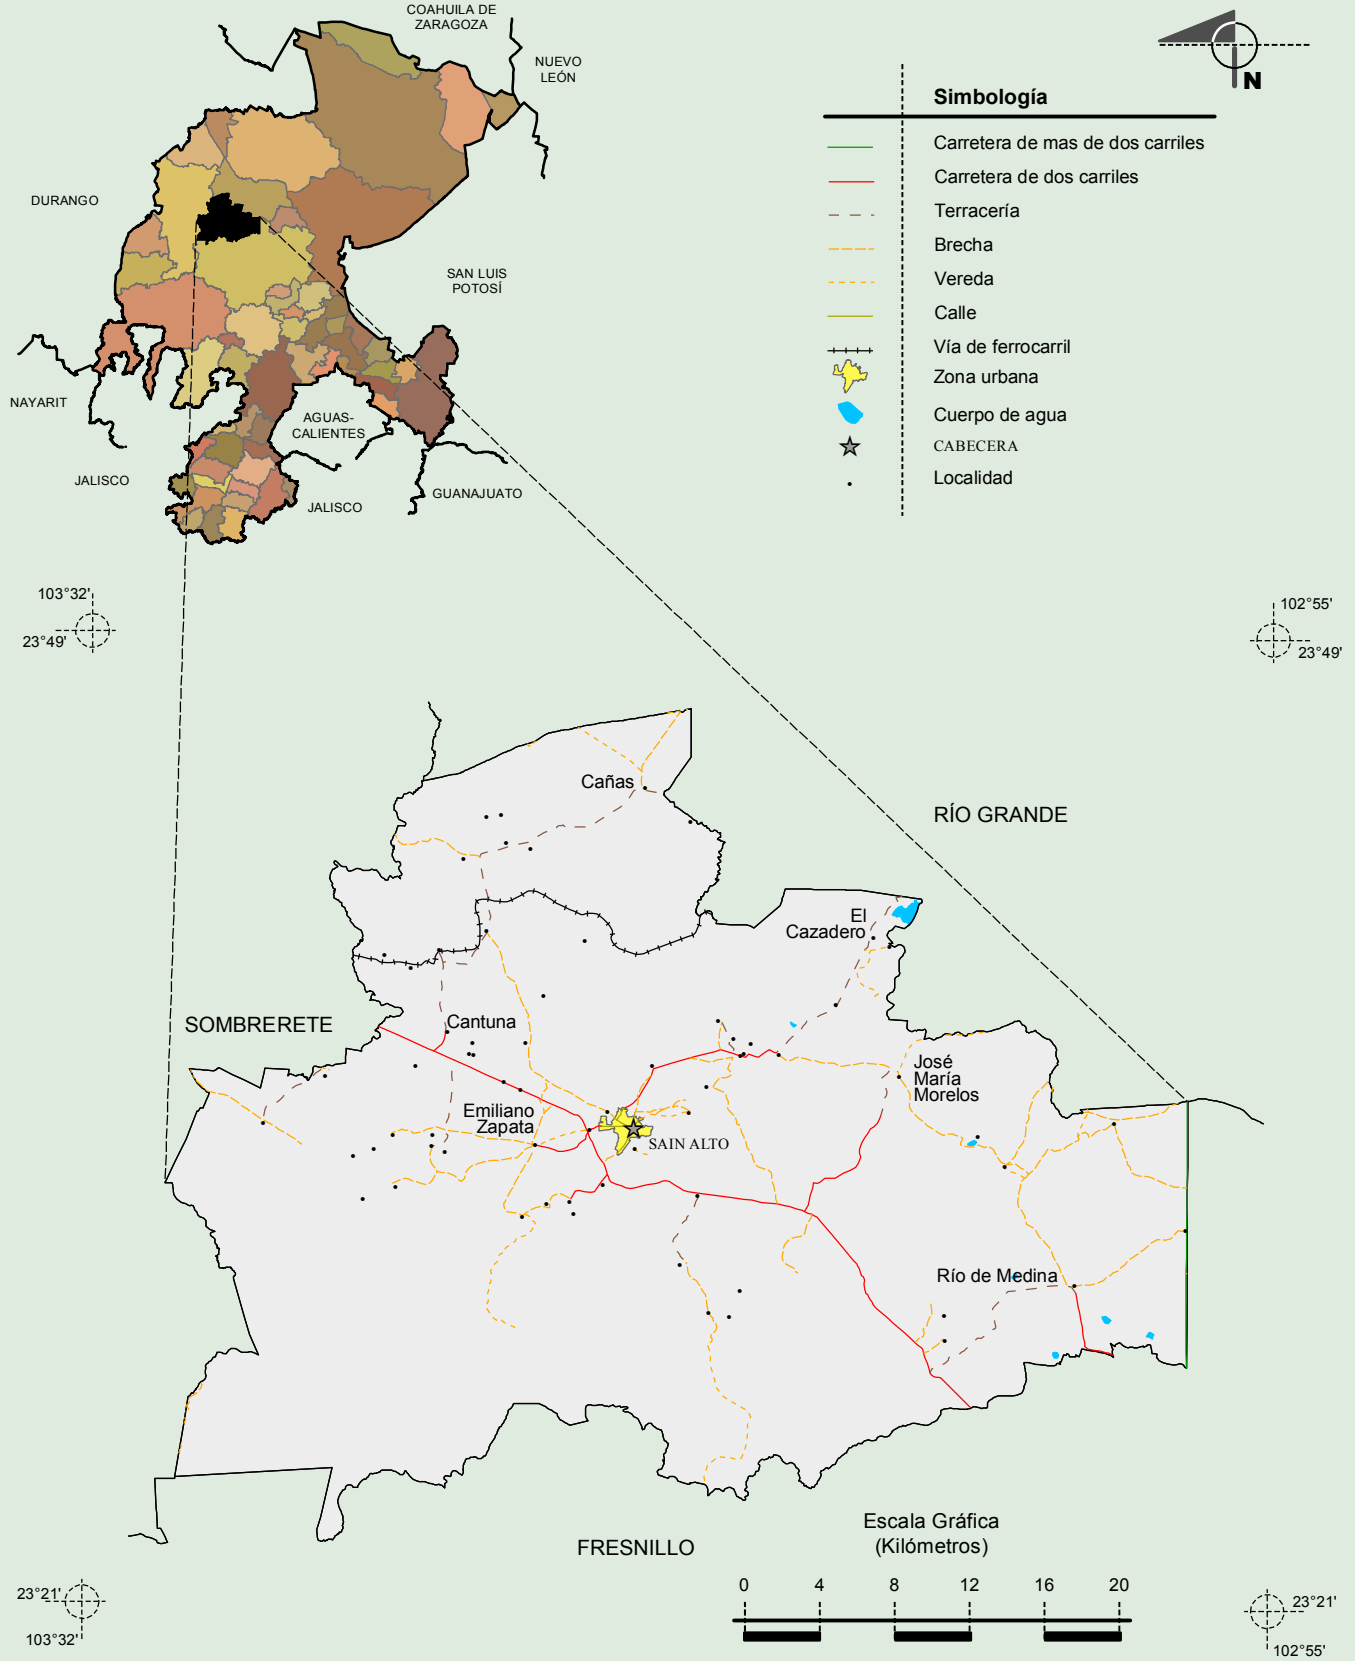 COAHUILA DE
ZARAGOZA
NUEVO
LEÓN
DURANGO
SAN LUIS
POTOSÍ
NAYARIT
AGUAS-
CALIENTES
JALISCO
JALISCO
GUANAJUATO
N
Simbología
Carretera de mas de dos carriles
Carretera de dos carriles
Terracería
Brecha
Vereda
Calle
Vía de ferrocarril
Zona urbana
Cuerpo de agua
CABECERA
Localidad
103°32'
23°49'
102°55'
23°49'
Cañas
RÍO GRANDE
El
Cazadero
SOMBRERETE
Cantuna
José
María
Morelos
Emiliano
Zapata
SAIN ALTO
Río de Medina
FRESNILLO
Escala Gráfica
(Kilómetros)
0 4 8 12 16 20
23°21'
103°32'
23°21'
102°55'